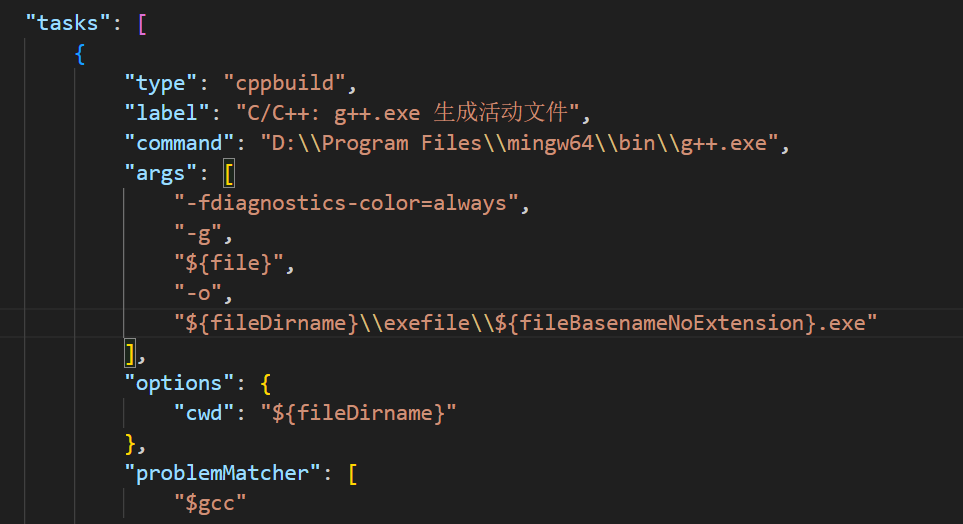 "tasks": [
{
"type": "cppbuild",
"label": "C/C++: g++.exe 生成活动文件",
"command": "D:\\Program Files\\mingw64\\bin\\g++.exe",
"args": [
"-fdiagnostics-color=always",
"-g",
"${file}",
"-o",
"${fileDirname}\\exefile\\${fileBasenameNoExtension}.exe"
],
"options": {
"cwd": "${fileDirname}"
},
"problemMatcher": [
"$gcc"